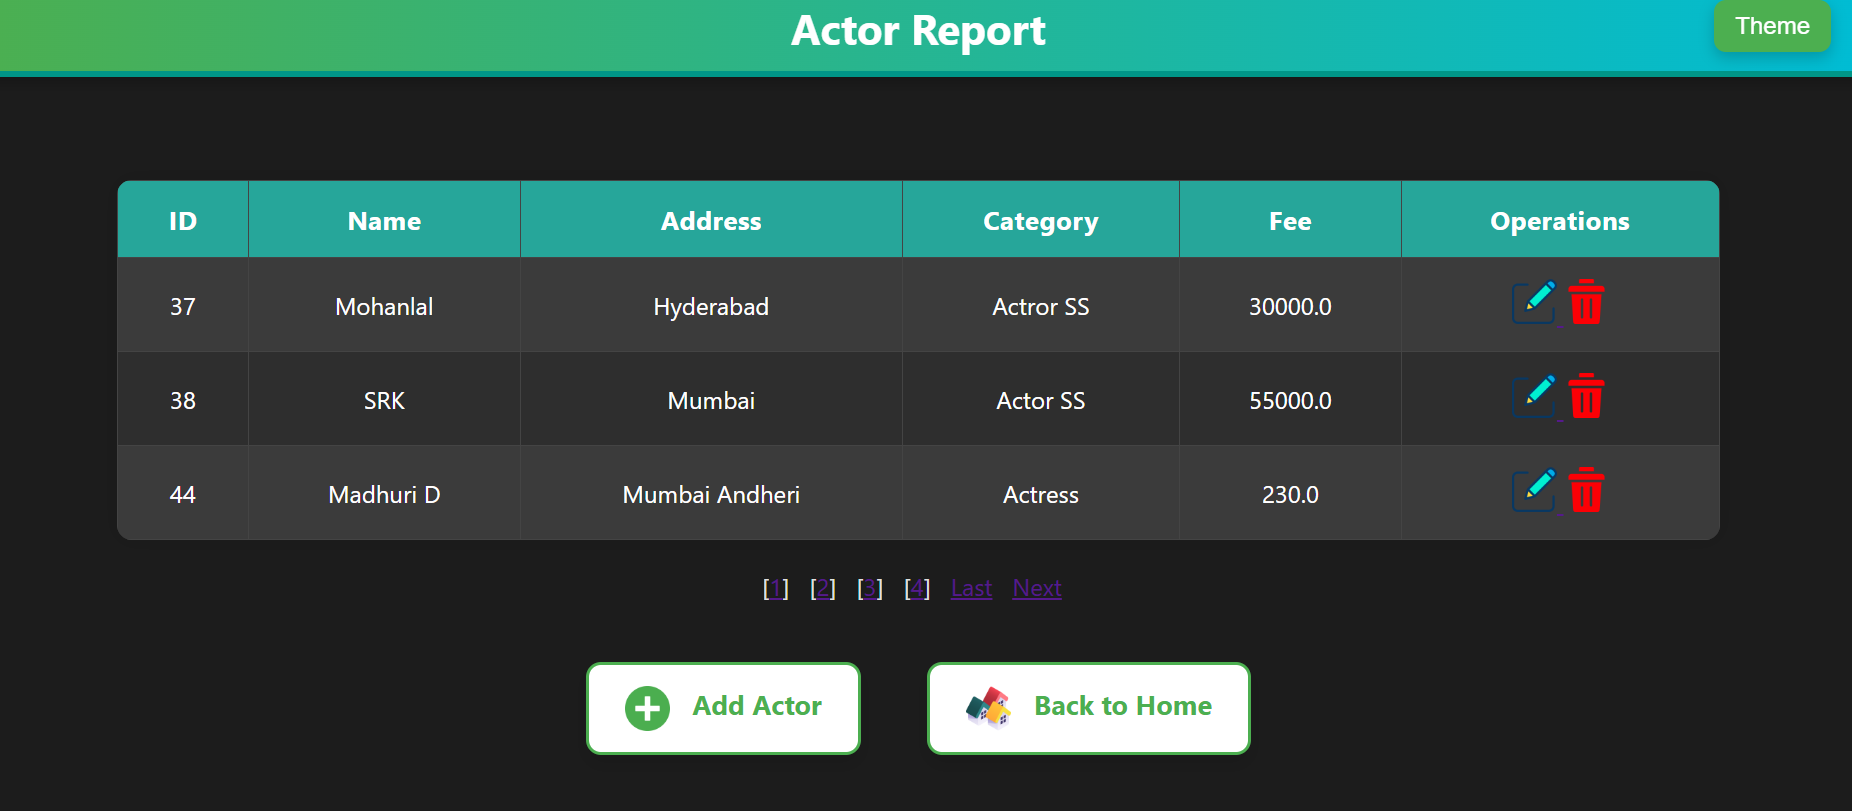 Actor Report
Theme
ID Name Address Category Fee Operations
37 Mohanlal Hyderabad Actror SS 30000.0
38 SRK Mumbai Actor SS 55000.0
44 Madhuri D Mumbai Andheri Actress 230.0
[1] [2] [3] [4] Last Next
Add Actor
Back to Home